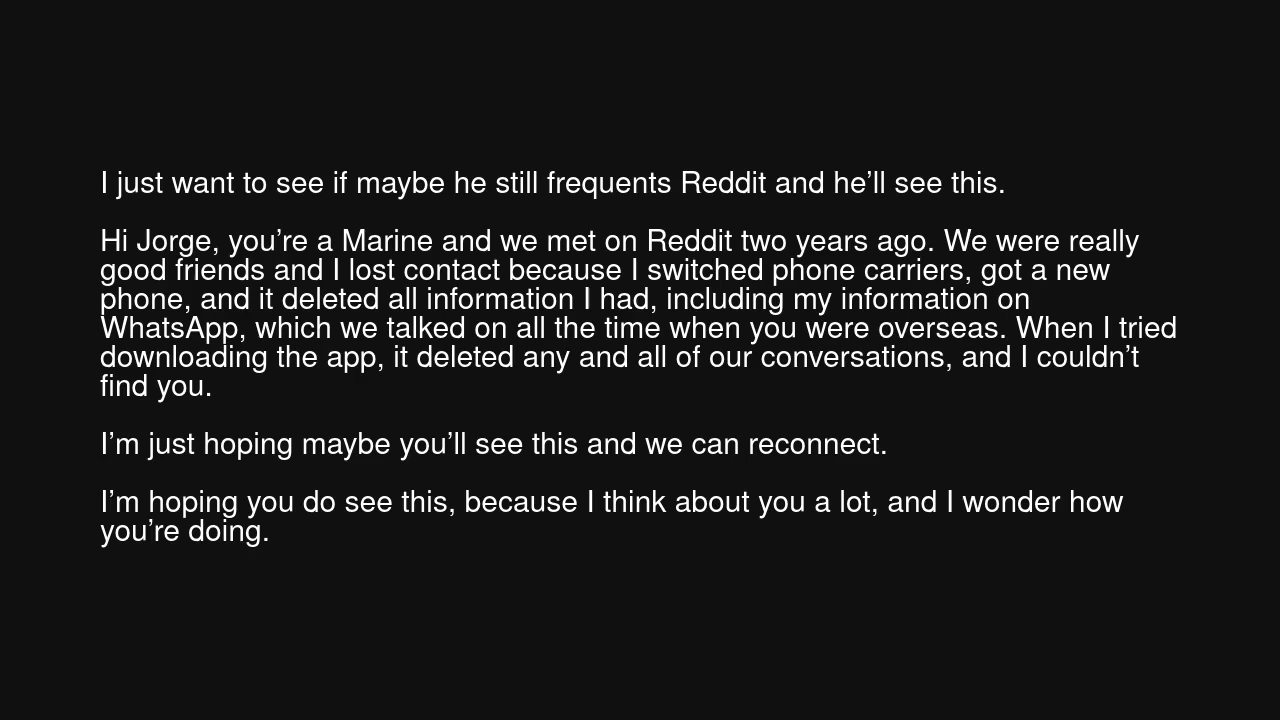 I just want to see if maybe he still frequents Reddit and he’ll see this.
Hi Jorge, you’re a Marine and we met on Reddit two years ago. We were really
good friends and I lost contact because I switched phone carriers, got a new
phone, and it deleted all information I had, including my information on
WhatsApp, which we talked on all the time when you were overseas. When I tried
downloading the app, it deleted any and all of our conversations, and I couldn’t
find you.
I’m just hoping maybe you’ll see this and we can reconnect.
I’m hoping you do see this, because I think about you a lot, and I wonder how
you’re doing.